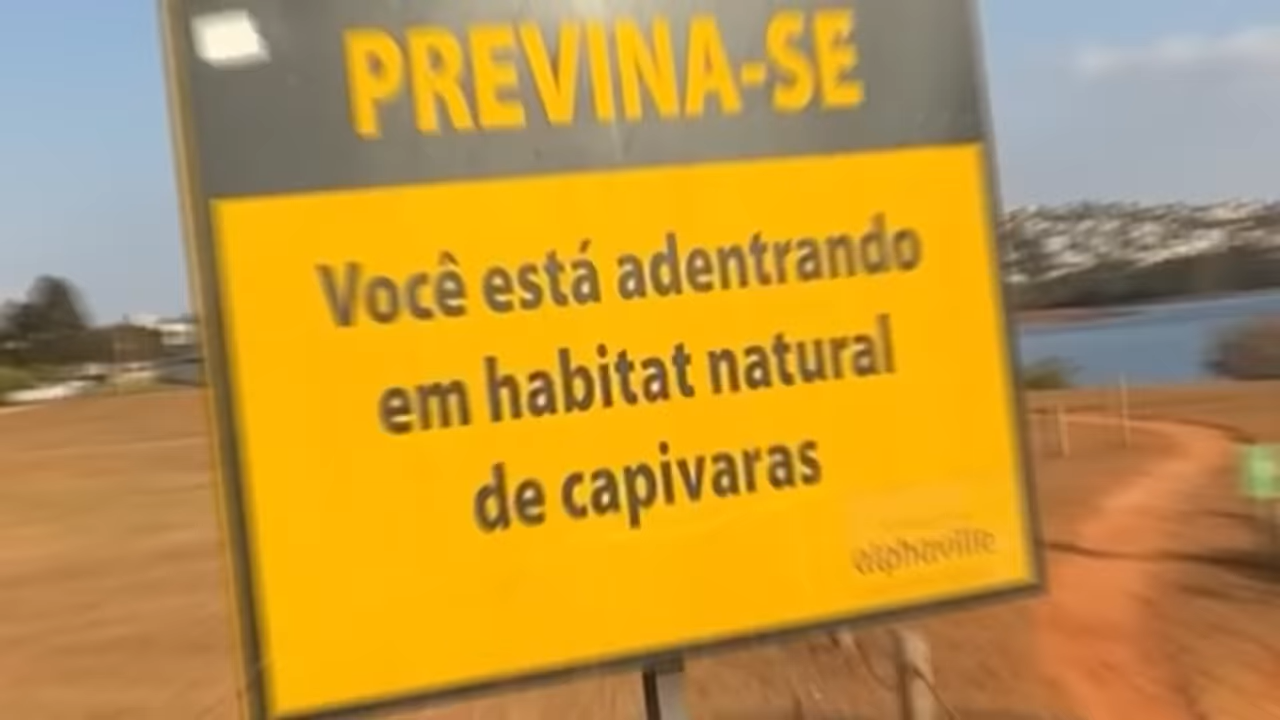 PREVINA-SE
Você está adentrando
em habitat natural
de capivaras
alphaville